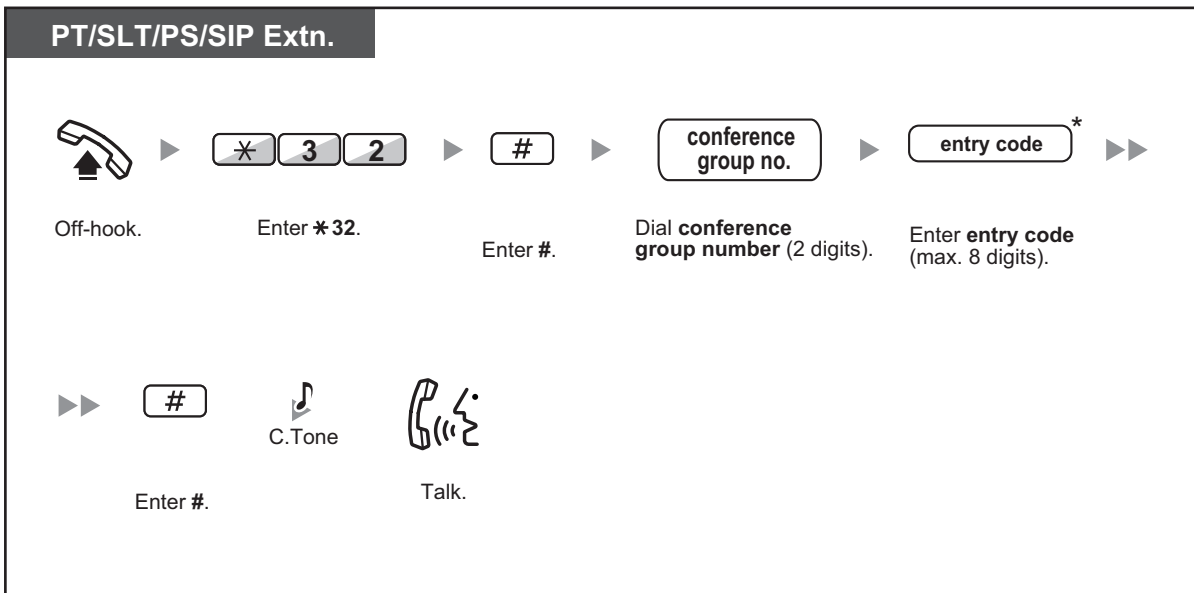 PT/SLT/PS/SIP Extn.
* 3 2
#
conference
group no.
entry code
*
Off-hook.
Enter *32.
Enter #.
Dial conference
group number (2 digits).
Enter entry code
(max. 8 digits).
#
C.Tone
Enter #.
Talk.